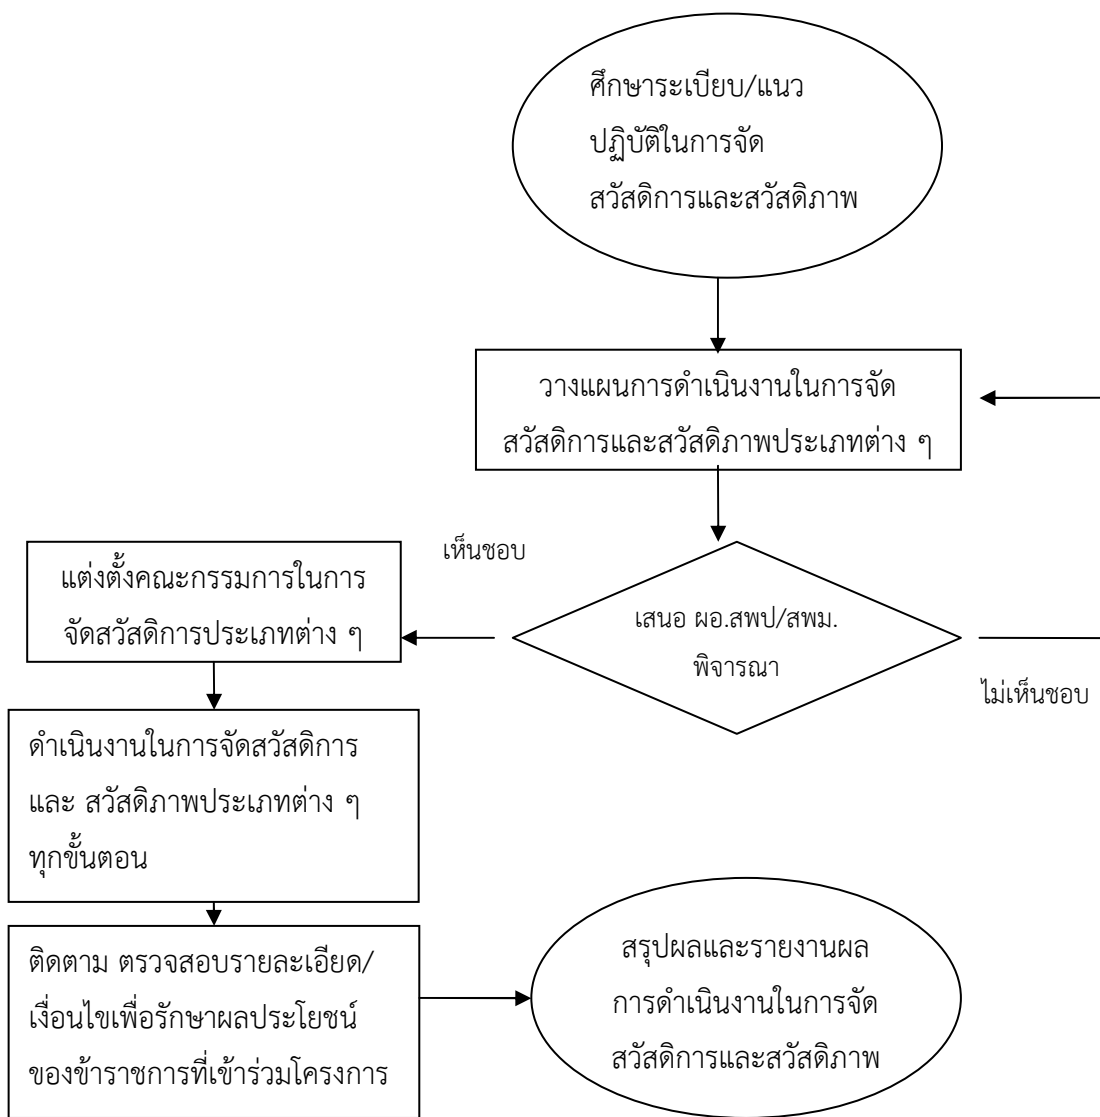 ศึกษาระเบียบ/แนว
ปฏิบัติในการจัด
สวัสดิการและสวัสดิภาพ
วางแผนการดำเนินงานในการจัด
สวัสดิการและสวัสดิภาพประเภทต่าง ๆ
เห็นชอบ
เสนอ ผอ.สพป/สพม.
พิจารณา
ไม่เห็นชอบ
แต่งตั้งคณะกรรมการในการ
จัดสวัสดิการประเภทต่าง ๆ
ดำเนินงานในการจัดสวัสดิการ
และ สวัสดิภาพประเภทต่าง ๆ
ทุกขั้นตอน
ติดตาม ตรวจสอบรายละเอียด/
เงื่อนไขเพื่อรักษาผลประโยชน์
ของข้าราชการที่เข้าร่วมโครงการ
สรุปผลและรายงานผล
การดำเนินงานในการจัด
สวัสดิการและสวัสดิภาพ